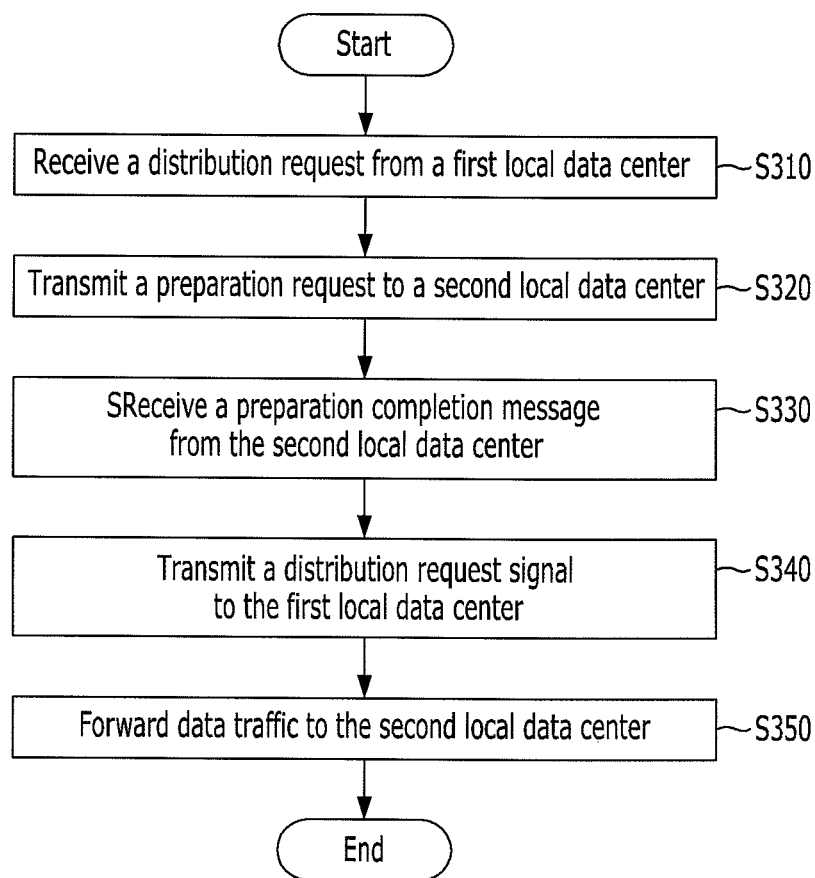 Start
Receive a distribution request from a first local data center
S310
Transmit a preparation request to a second local data center
S320
SReceive a preparation completion message
from the second local data center
S330
Transmit a distribution request signal
to the first local data center
S340
Forward data traffic to the second local data center
S350
End